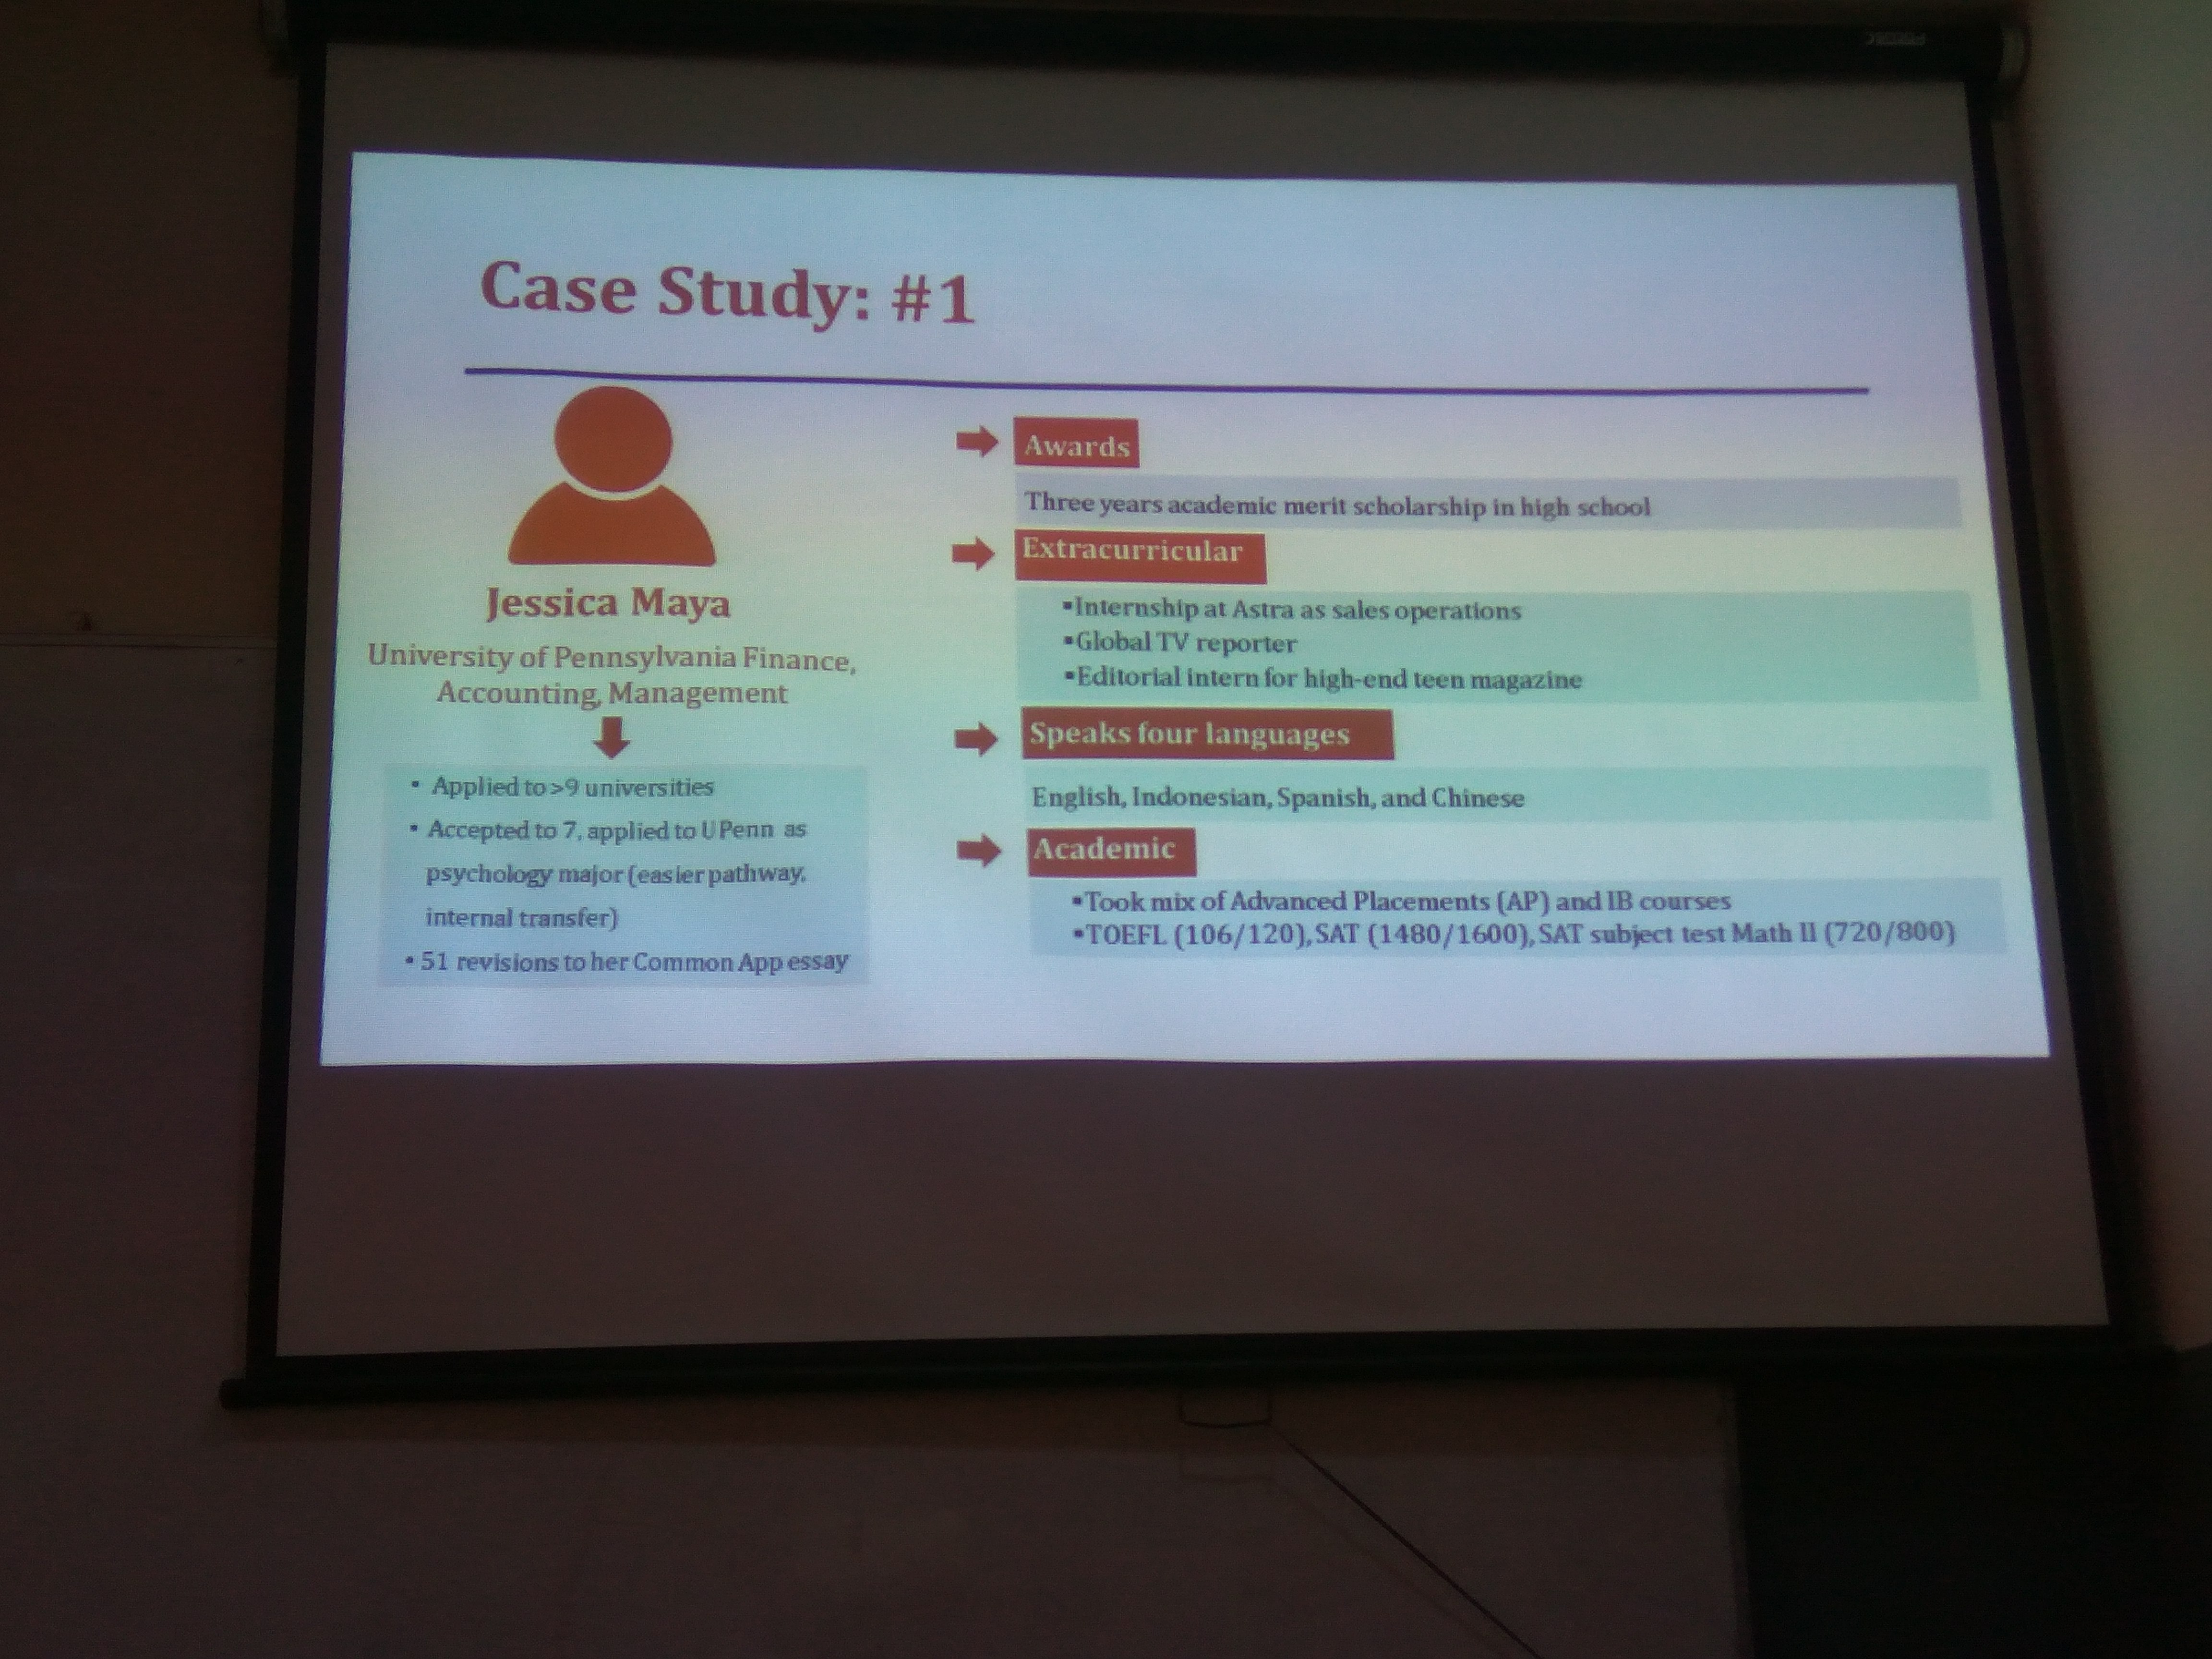 Case Study: #1
Jessica Maya
University of Pennsylvania Finance,
Accounting, Management
• Applied to >9 universities
• Accepted to 7, applied to U Penn as
psychology major (easier pathway,
internal transfer)
• 51 revisions to her Common App essay
Awards
Three years academic merit scholarship in high school
Extracurricular
▪Internship at Astra as sales operations
▪Global TV reporter
▪Editorial intern for high-end teen magazine
Speaks four languages
English, Indonesian, Spanish, and Chinese
Academic
▪Took mix of Advanced Placements (AP) and IB courses
▪TOEFL (106/120), SAT (1480/1600), SAT subject test Math II (720/800)